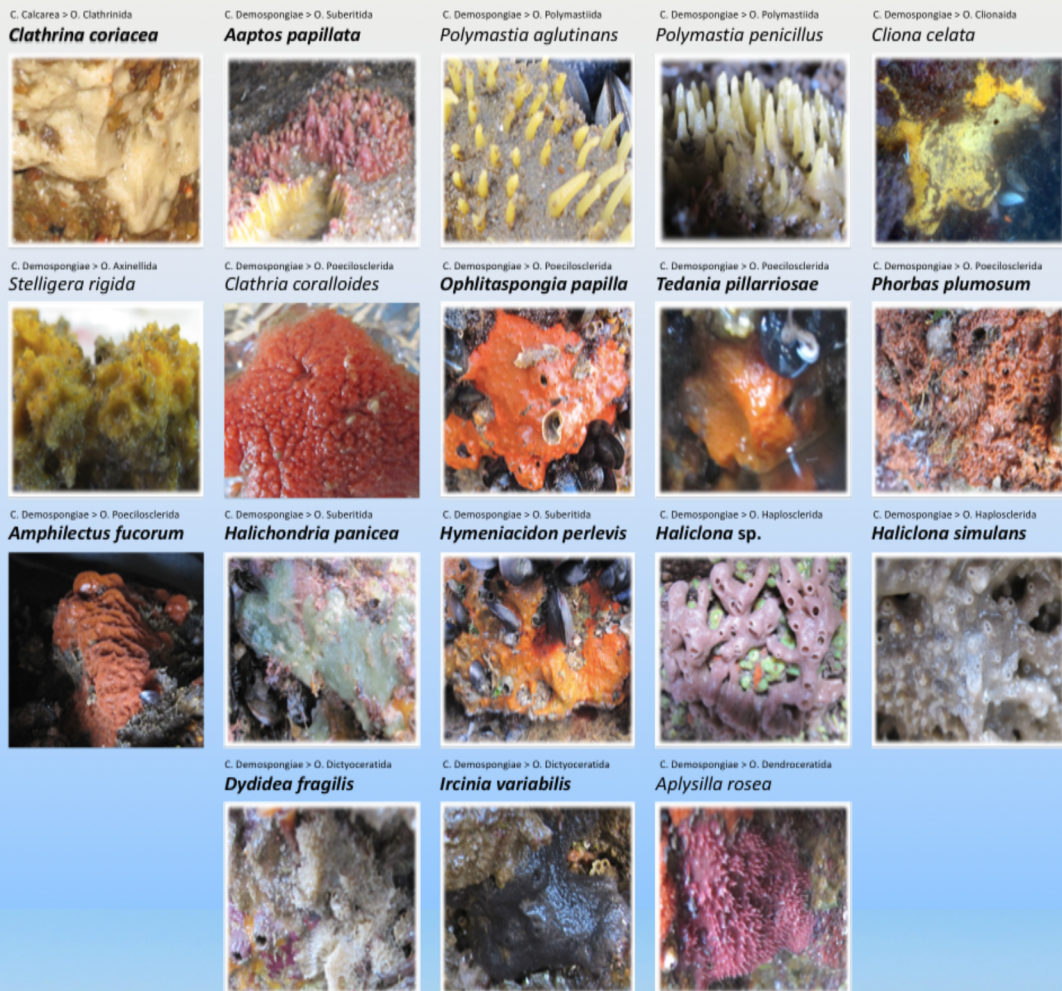 C. Calcarea > O. Clathrinida
Clathrina coriacea
C. Demospongiae > O. Suberitida
Aaptos papillata
C. Demospongiae > O. Polymastiida
Polymastia aglutinans
C. Demospongiae > O. Polymastiida
Polymastia penicillus
C. Demospongiae > O. Clionaida
Cliona celata
C. Demospongiae > O. Axinellida
Stelligera rigida
C. Demospongiae > O. Poecilosclerida
Clathria coralloides
C. Demospongiae > O. Poecilosclerida
Ophlitaspongia papilla
C. Demospongiae > O. Poecilosclerida
Tedania pillarriosae
C. Demospongiae > O. Poecilosclerida
Phorbas plumosum
C. Demospongiae > O. Poecilosclerida
Amphilectus fucorum
C. Demospongiae > O. Suberitida
Halichondria panicea
C. Demospongiae > O. Suberitida
Hymeniacidon perlevis
C. Demospongiae > O. Haplosclerida
Haliclona sp.
C. Demospongiae > O. Haplosclerida
Haliclona simulans
C. Demospongiae > O. Dictyoceratida
Dydidea fragilis
C. Demospongiae > O. Dictyoceratida
Ircinia variabilis
C. Demospongiae > O. Dendroceratida
Aplysilla rosea